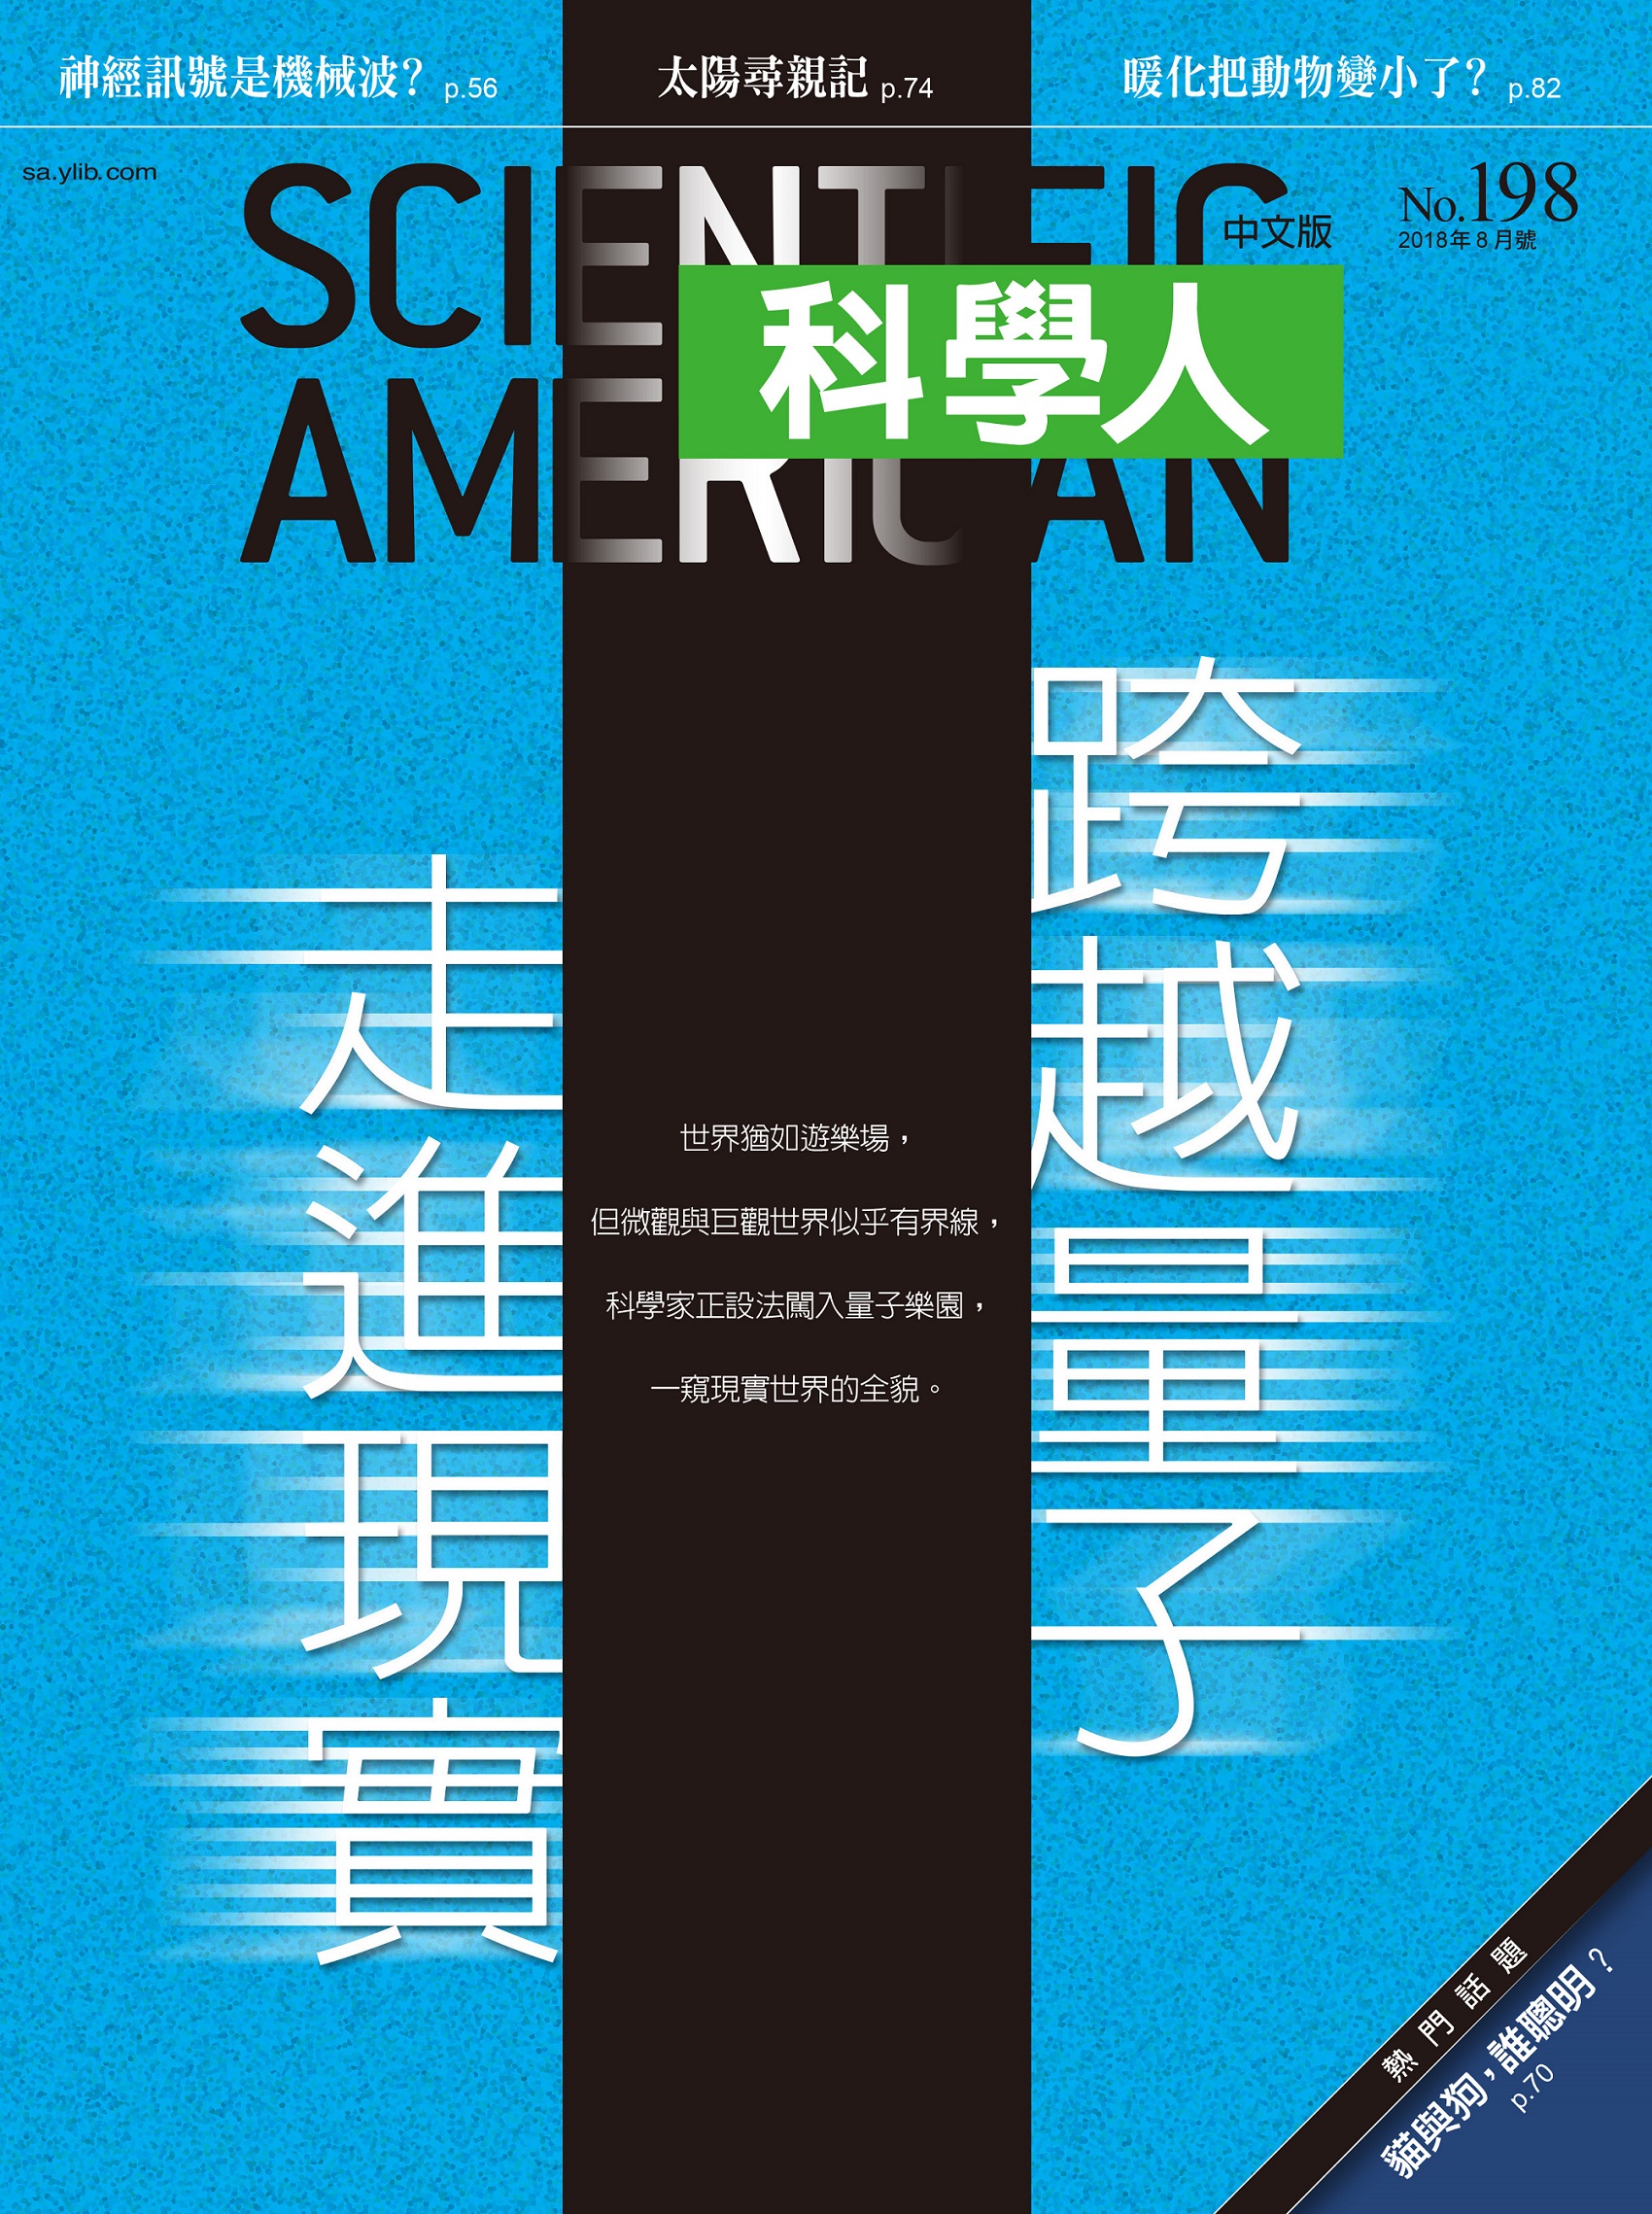 神經訊號是機械波？ p.56
太陽尋親記 p.74
暖化把動物變小了？ p.82
sa.ylib.com
SCIENTIFIC
AMERICAN
中文版
科學人
No.198
2018年8月號
跨越量子
走進現實
世界猶如遊樂場，
但微觀與巨觀世界似乎有界線，
科學家正設法闖入量子樂園，
一窺現實世界的全貌。
熱門話題
貓與狗，誰聰明？
p.70